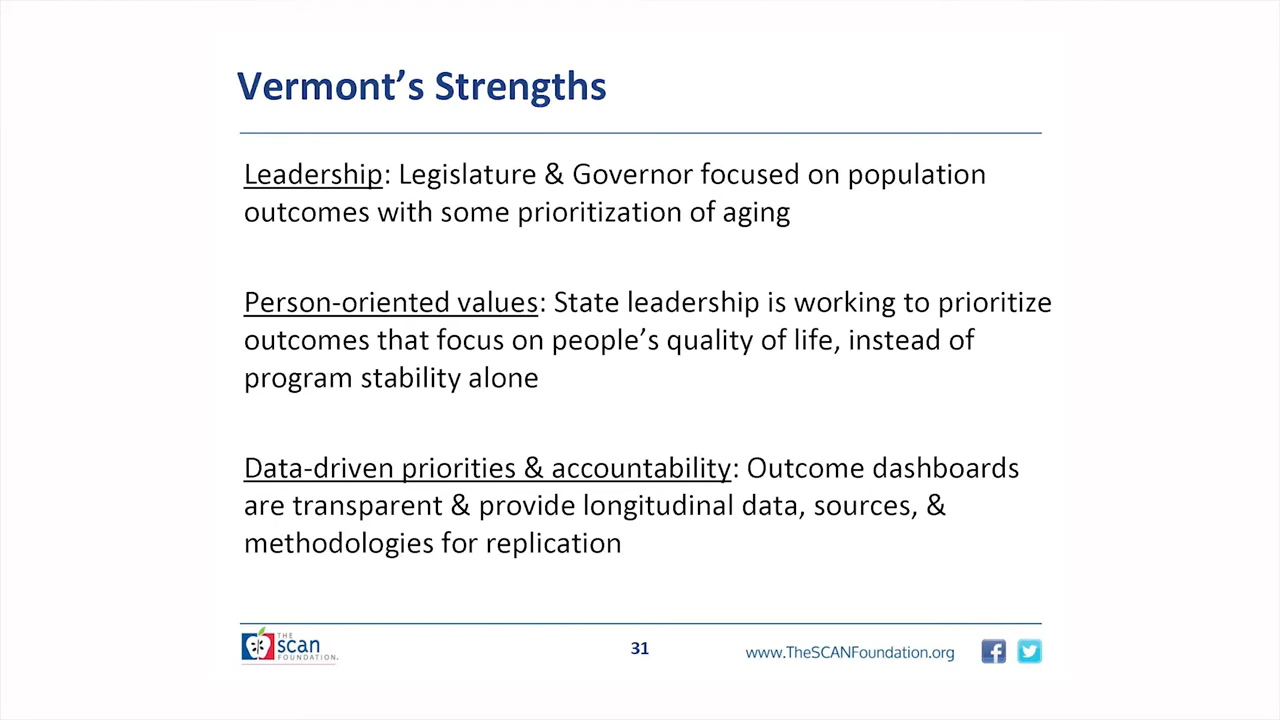 Vermont’s Strengths
Leadership: Legislature & Governor focused on population
outcomes with some prioritization of aging
Person-oriented values: State leadership is working to prioritize
outcomes that focus on people’s quality of life, instead of
program stability alone
Data-driven priorities & accountability: Outcome dashboards
are transparent & provide longitudinal data, sources, &
methodologies for replication
THE
scan
FOUNDATION.
31
www.TheSCANFoundation.org